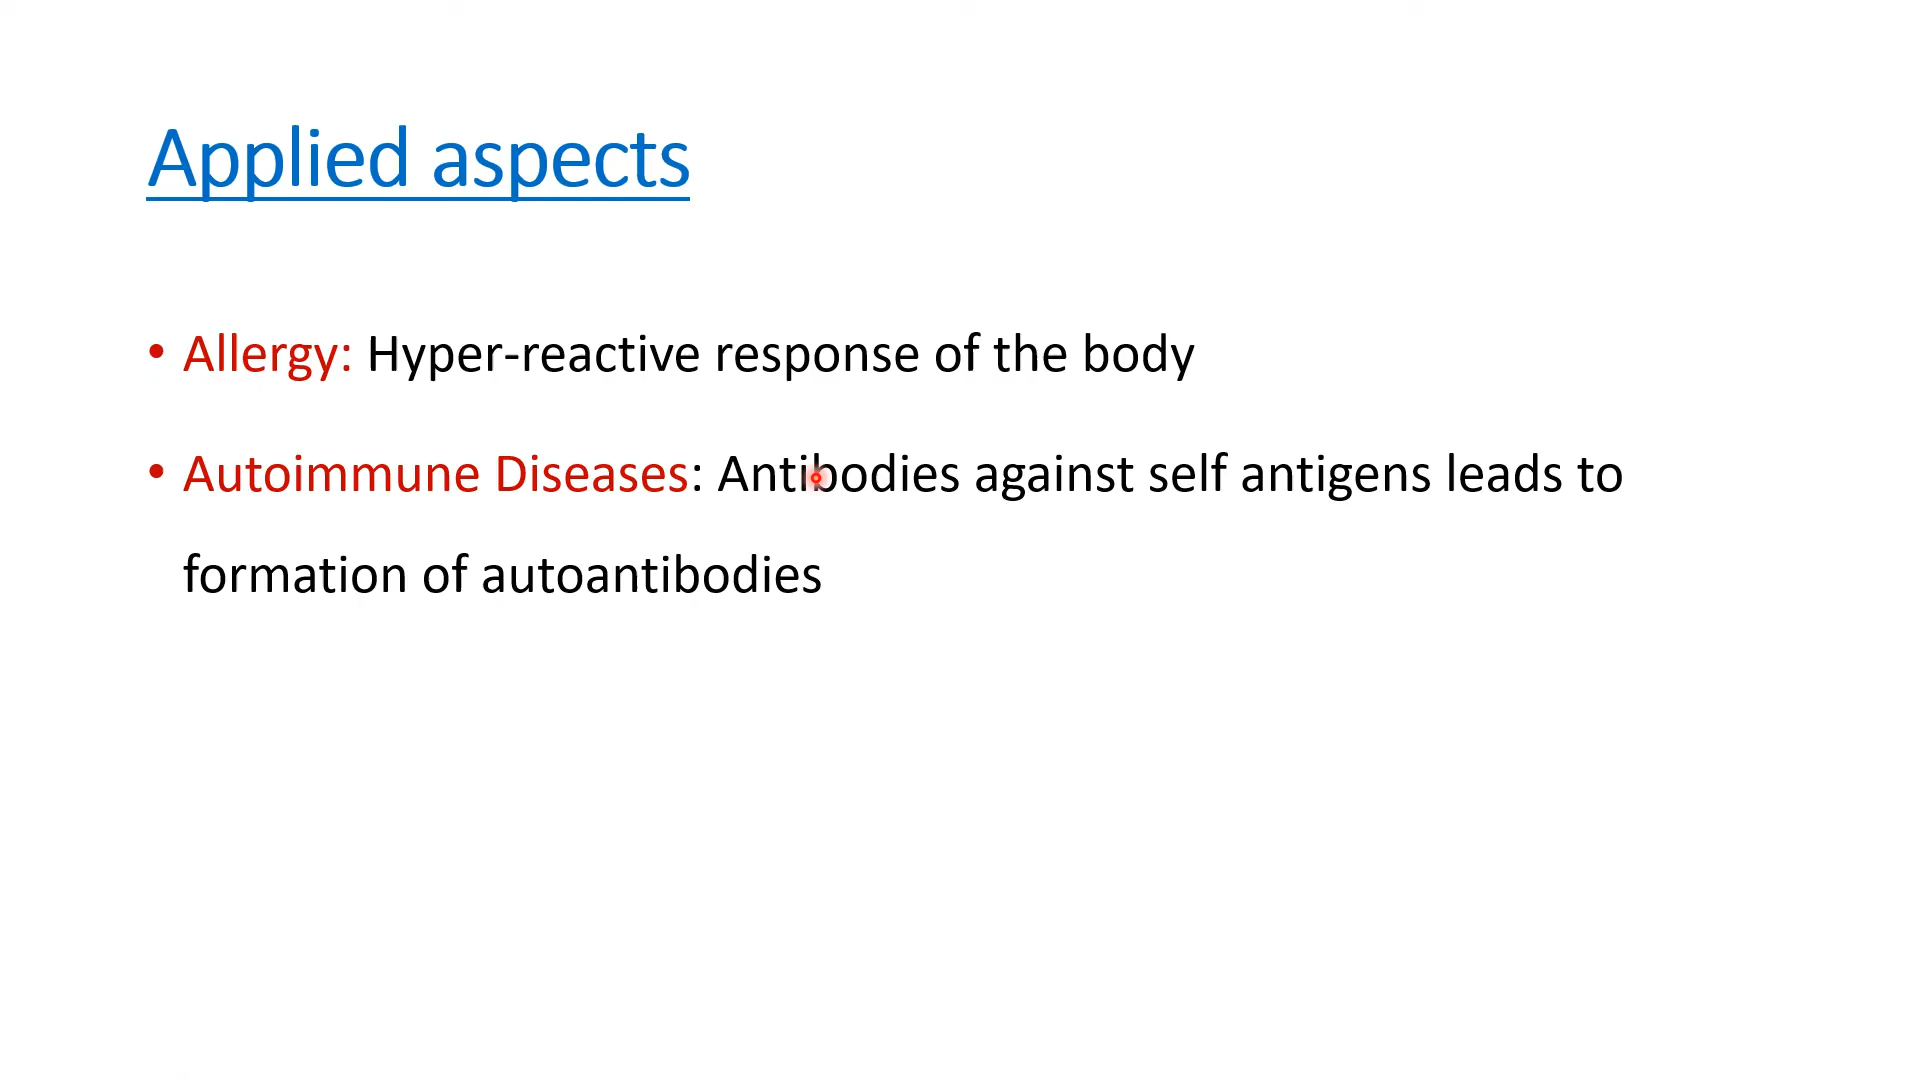 Applied aspects
• Allergy: Hyper-reactive response of the body
• Autoimmune Diseases: Antibodies against self antigens leads to
formation of autoantibodies